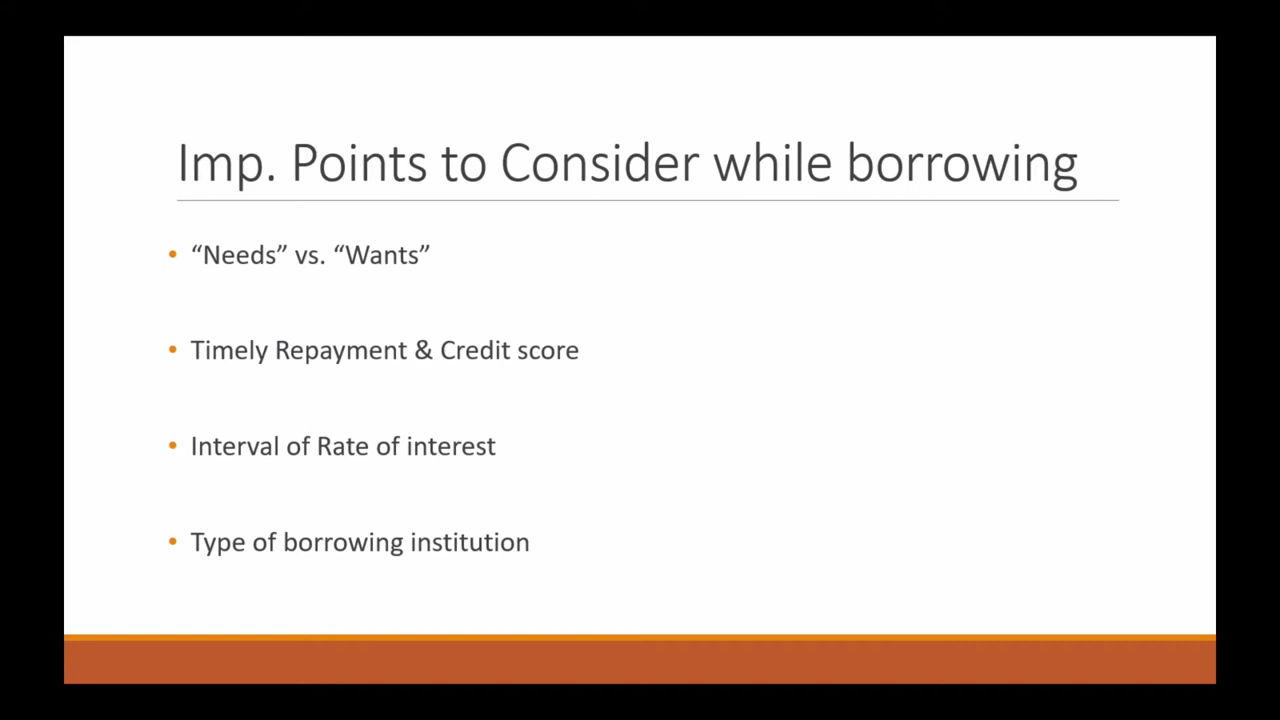 Imp. Points to Consider while borrowing
• “Needs” vs. “Wants”
• Timely Repayment & Credit score
• Interval of Rate of interest
• Type of borrowing institution